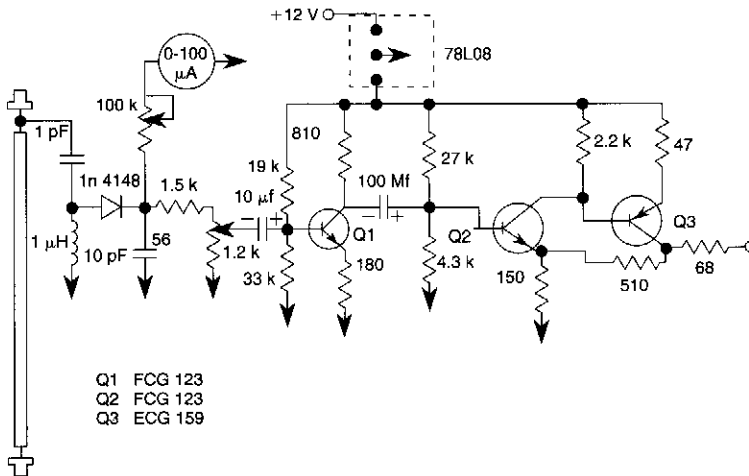 +12 V
78L08
0-100
μA
100 k
1 pF
1n 4148
1 μH
10 pF
56
1.5 k
1.2 k
10 μf
− +
19 k
33 k
810
Q1
180
100 Mf
− +
27 k
4.3 k
Q2
150
2.2 k
47
Q3
510
68
Q1 FCG 123
Q2 FCG 123
Q3 ECG 159